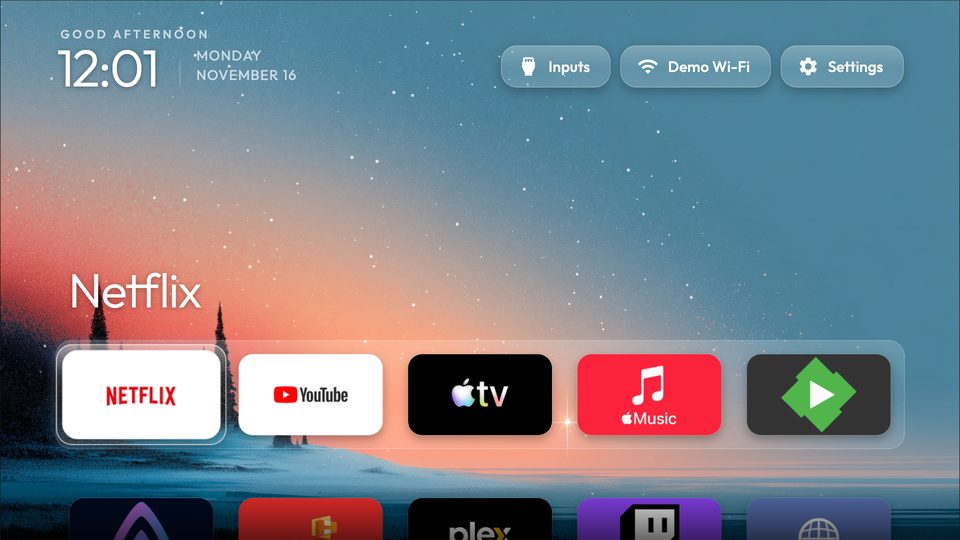 GOOD AFTERNOON
12:01
MONDAY
NOVEMBER 16
Inputs
Demo Wi-Fi
Settings
Netflix
NETFLIX
YouTube
tv
Music
plex